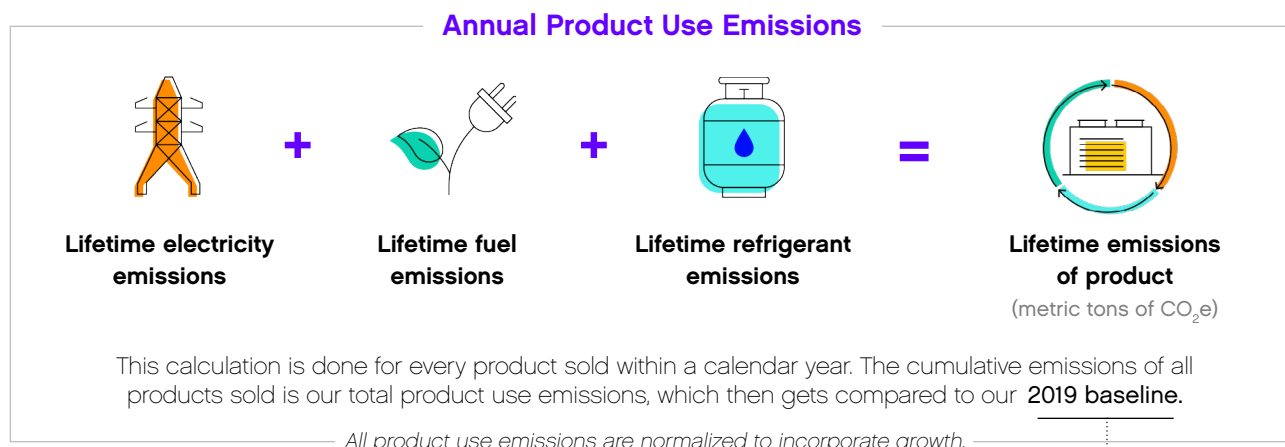 Annual Product Use Emissions
+
+
=
Lifetime electricity
emissions
Lifetime fuel
emissions
Lifetime refrigerant
emissions
Lifetime emissions
of product
(metric tons of CO₂e)
This calculation is done for every product sold within a calendar year. The cumulative emissions of all
products sold is our total product use emissions, which then gets compared to our 2019 baseline.
All product use emissions are normalized to incorporate growth.